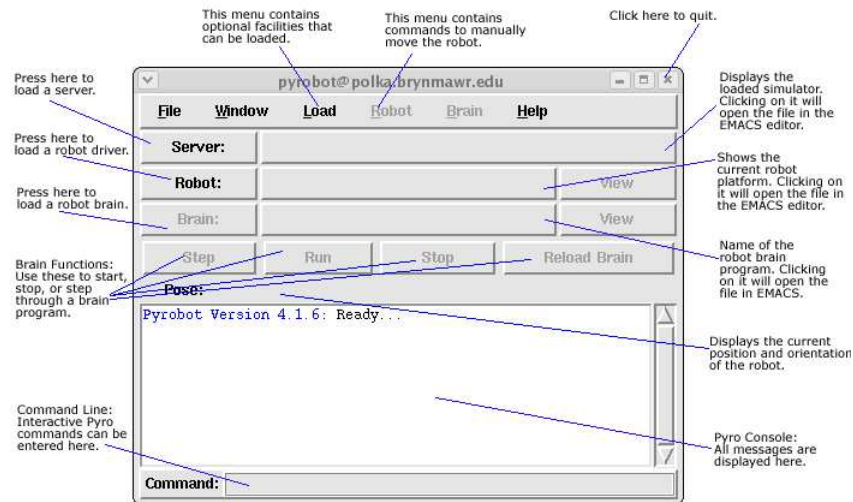 This menu contains
optional facilities that
can be loaded.
This menu contains
commands to manually
move the robot.
Click here to quit.
Press here to
load a server.
pyrobot@polka.brynmawr.edu
Displays the
loaded simulator.
Clicking on it will
open the file in the
EMACS editor.
File Window Load Robot Brain Help
Press here to
load a robot driver.
Server:
Robot: View
Shows the
current robot
platform. Clicking on
it will open the file in
the EMACS editor.
Press here to
load a robot brain.
Brain: View
Step Run Stop Reload Brain
Name of the
robot brain
program. Clicking
on it will open the
file in EMACS.
Brain Functions:
Use these to start,
stop, or step
through a brain
program.
Pose:
Pyrobot Version 4.1.6: Ready...
Displays the current
position and orientation
of the robot.
Command Line:
Interactive Pyro
commands can be
entered here.
Pyro Console:
All messages are
displayed here.
Command: